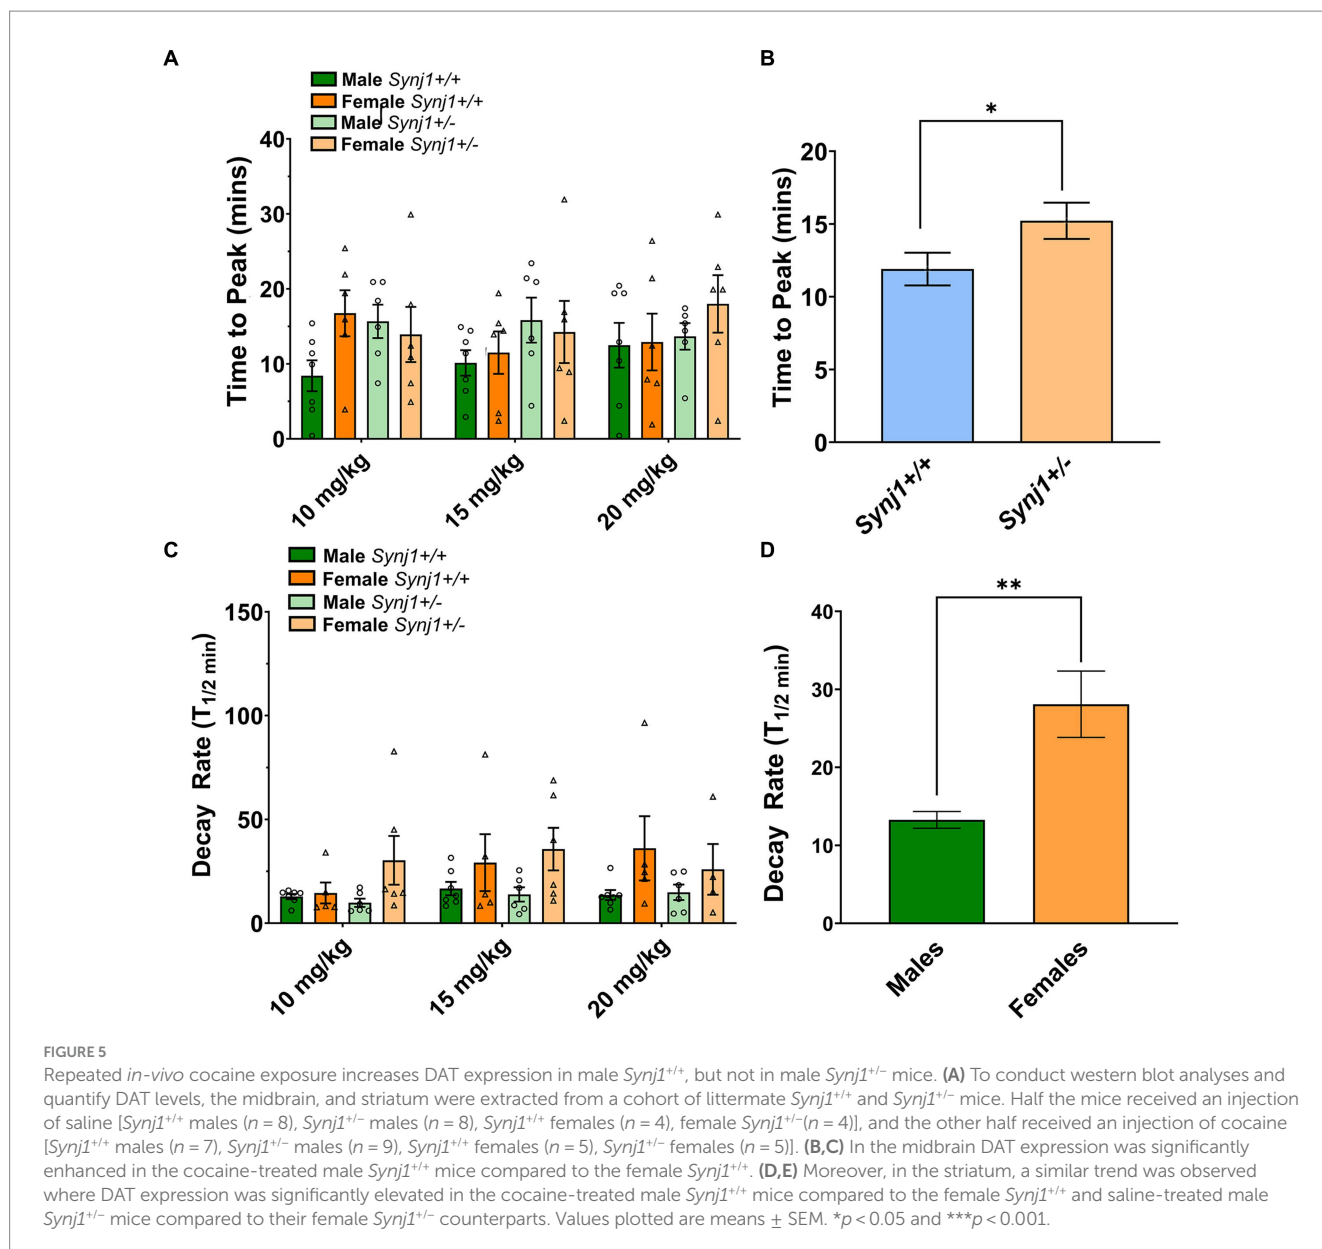 A
Male Synj1+/+
Female Synj1+/+
Male Synj1+/-
Female Synj1+/-
Time to Peak (mins)
40
30
20
10
0
10 mg/kg
15 mg/kg
20 mg/kg
B
*
Time to Peak (mins)
20
15
10
5
0
Synj1+/+
Synj1+/-
C
Male Synj1+/+
Female Synj1+/+
Male Synj1+/-
Female Synj1+/-
Decay Rate (T1/2 min)
150
100
50
0
10 mg/kg
15 mg/kg
20 mg/kg
D
**
Decay Rate (T1/2 min)
40
30
20
10
0
Males
Females
FIGURE 5
Repeated in-vivo cocaine exposure increases DAT expression in male Synj1+/+, but not in male Synj1+/− mice. (A) To conduct western blot analyses and
quantify DAT levels, the midbrain, and striatum were extracted from a cohort of littermate Synj1+/+ and Synj1+/− mice. Half the mice received an injection
of saline [Synj1+/+ males (n = 8), Synj1+/− males (n = 8), Synj1+/+ females (n = 4), female Synj1+/−(n = 4)], and the other half received an injection of cocaine
[Synj1+/+ males (n = 7), Synj1+/− males (n = 9), Synj1+/+ females (n = 5), Synj1+/− females (n = 5)]. (B,C) In the midbrain DAT expression was significantly
enhanced in the cocaine-treated male Synj1+/+ mice compared to the female Synj1+/+. (D,E) Moreover, in the striatum, a similar trend was observed
where DAT expression was significantly elevated in the cocaine-treated male Synj1+/+ mice compared to the female Synj1+/+ and saline-treated male
Synj1+/− mice compared to their female Synj1+/− counterparts. Values plotted are means ± SEM. *p < 0.05 and ***p < 0.001.